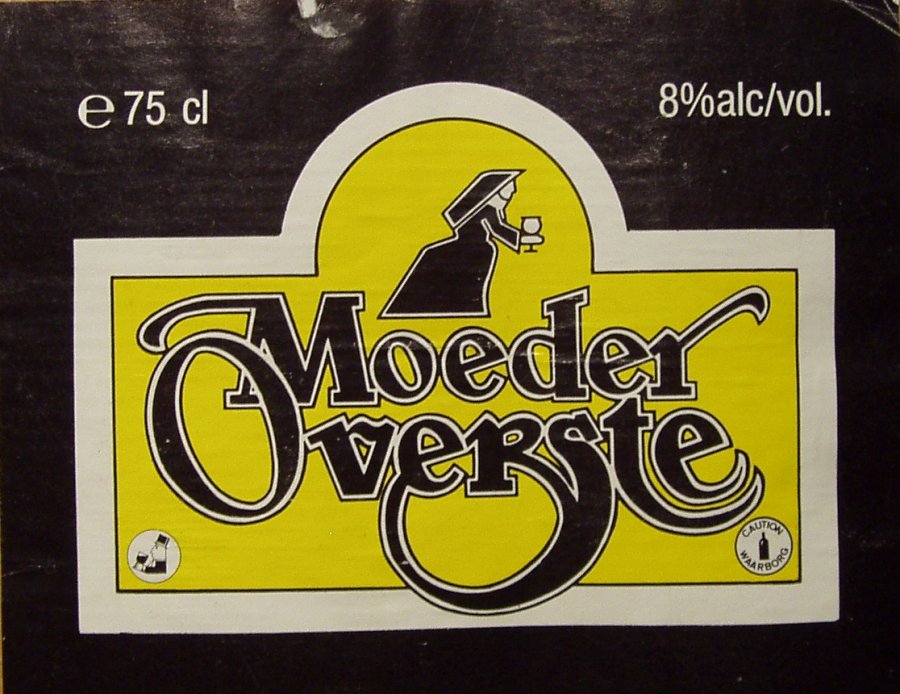 ℮ 75 cl
8%alc/vol.
Moeder
Overste
CAUTION
WAARBORG